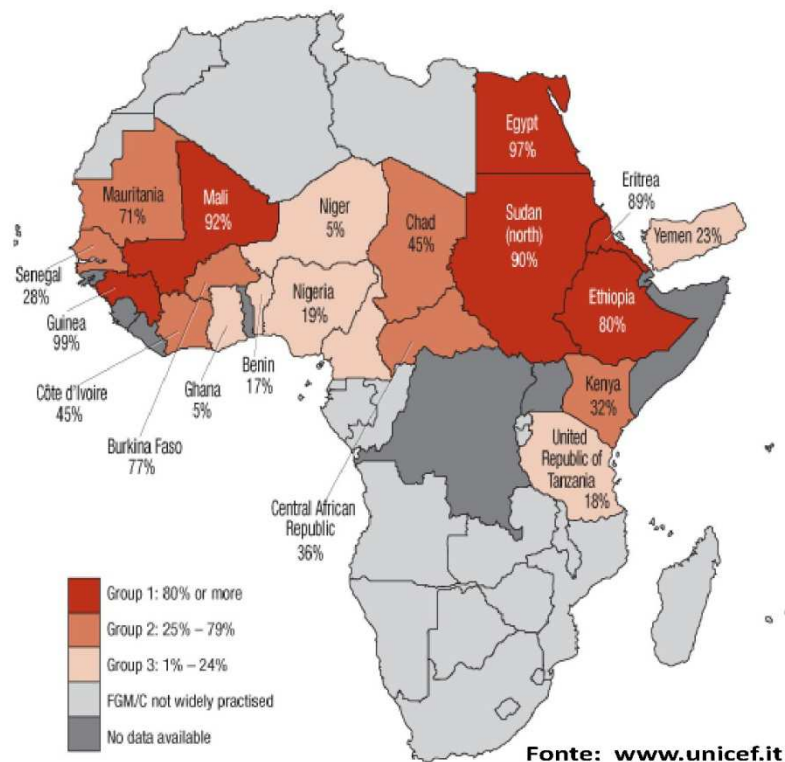 Egypt
97%
Mauritania
71%
Mali
92%
Niger
5%
Chad
45%
Sudan
(north)
90%
Eritrea
89%
Yemen 23%
Senegal
28%
Guinea
99%
Nigeria
19%
Ethiopia
80%
Côte d'Ivoire
45%
Ghana
5%
Benin
17%
Burkina Faso
77%
Kenya
32%
United
Republic of
Tanzania
18%
Central African
Republic
36%
Group 1: 80% or more
Group 2: 25% – 79%
Group 3: 1% – 24%
FGM/C not widely practised
No data available
Fonte: www.unicef.it